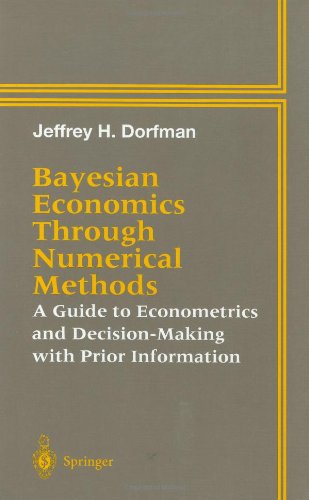 Jeffrey H. Dorfman
Bayesian
Economics
Through
Numerical
Methods
A Guide to Econometrics
and Decision-Making
with Prior Information
Springer